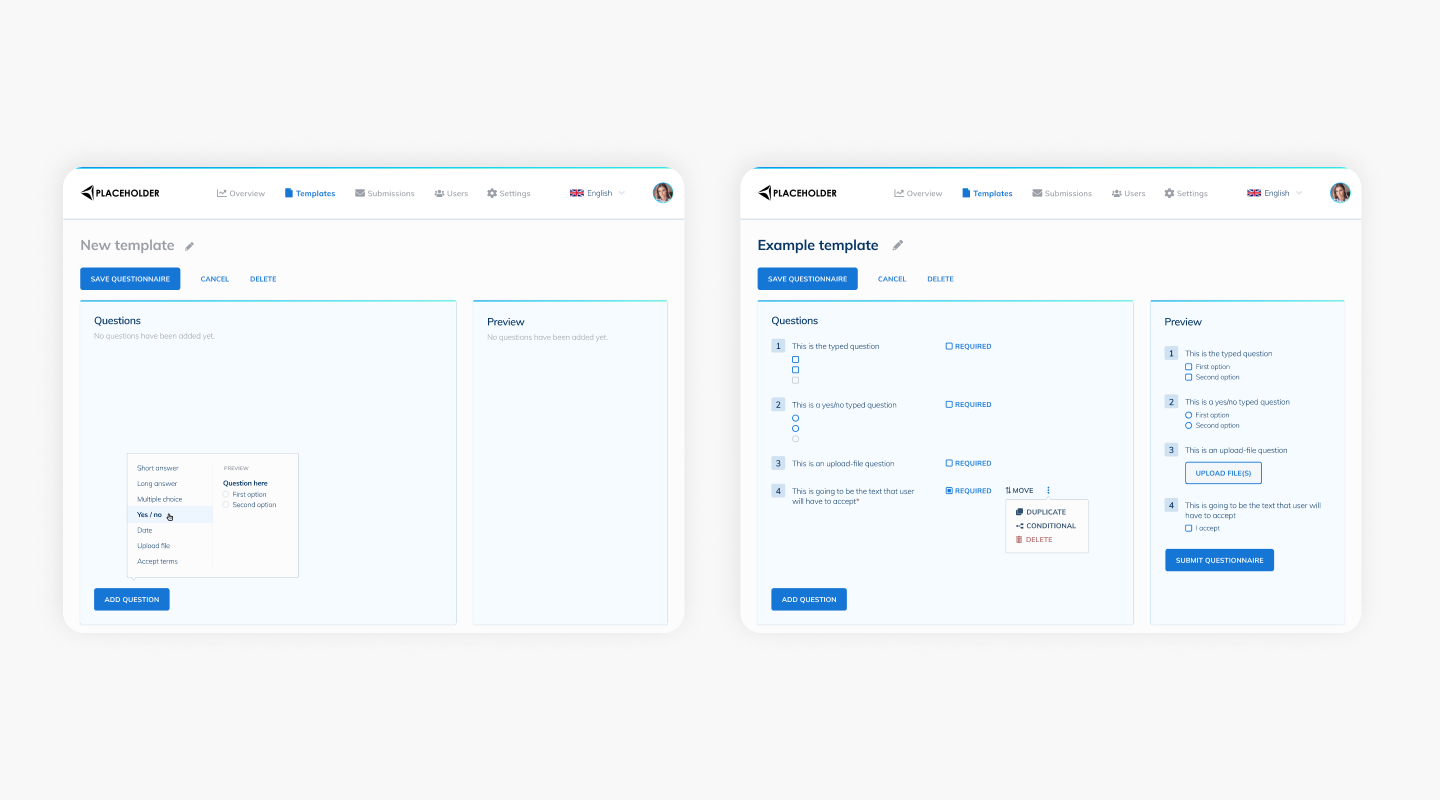 PLACEHOLDER
Overview
Templates
Submissions
Users
Settings
English
New template
SAVE QUESTIONNAIRE
CANCEL
DELETE
Questions
No questions have been added yet.
Short answer
Long answer
Multiple choice
Yes / no
Date
Upload file
Accept terms
PREVIEW
Question here
First option
Second option
ADD QUESTION
Preview
No questions have been added yet.
PLACEHOLDER
Overview
Templates
Submissions
Users
Settings
English
Example template
SAVE QUESTIONNAIRE
CANCEL
DELETE
Questions
1 This is the typed question
REQUIRED
2 This is a yes/no typed question
REQUIRED
3 This is an upload-file question
REQUIRED
4 This is going to be the text that user
will have to accept*
REQUIRED
MOVE
DUPLICATE
CONDITIONAL
DELETE
ADD QUESTION
Preview
1 This is the typed question
First option
Second option
2 This is a yes/no typed question
First option
Second option
3 This is an upload-file question
UPLOAD FILE(S)
4 This is going to be the text that user will
have to accept
I accept
SUBMIT QUESTIONNAIRE